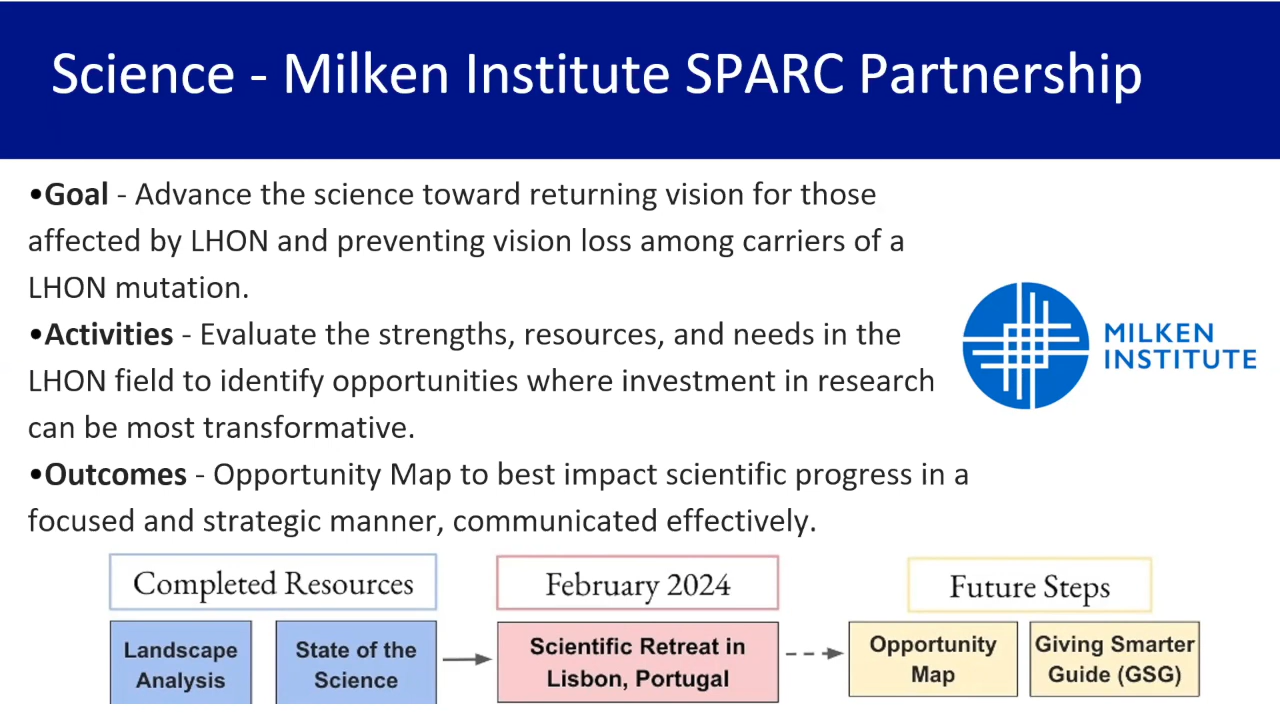 Science - Milken Institute SPARC Partnership
•Goal - Advance the science toward returning vision for those
affected by LHON and preventing vision loss among carriers of a
LHON mutation.
•Activities - Evaluate the strengths, resources, and needs in the
LHON field to identify opportunities where investment in research
can be most transformative.
•Outcomes - Opportunity Map to best impact scientific progress in a
focused and strategic manner, communicated effectively.
MILKEN
INSTITUTE
Completed Resources
Landscape
Analysis
State of the
Science
February 2024
Scientific Retreat in
Lisbon, Portugal
Future Steps
Opportunity
Map
Giving Smarter
Guide (GSG)